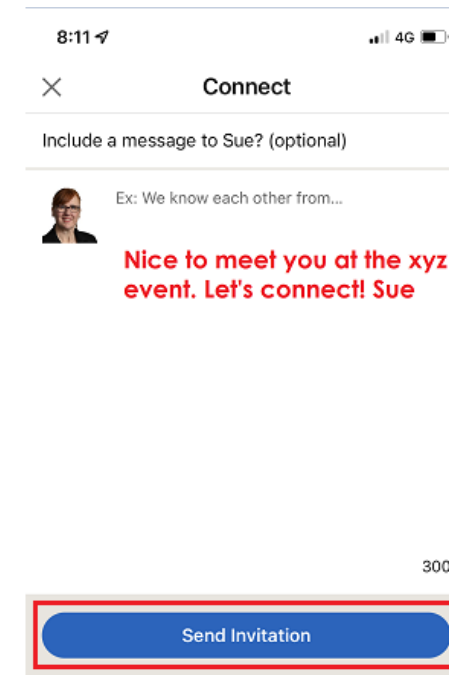 8:11
4G
Connect
Include a message to Sue? (optional)
Ex: We know each other from...
Nice to meet you at the xyz
event. Let's connect! Sue
300
Send Invitation